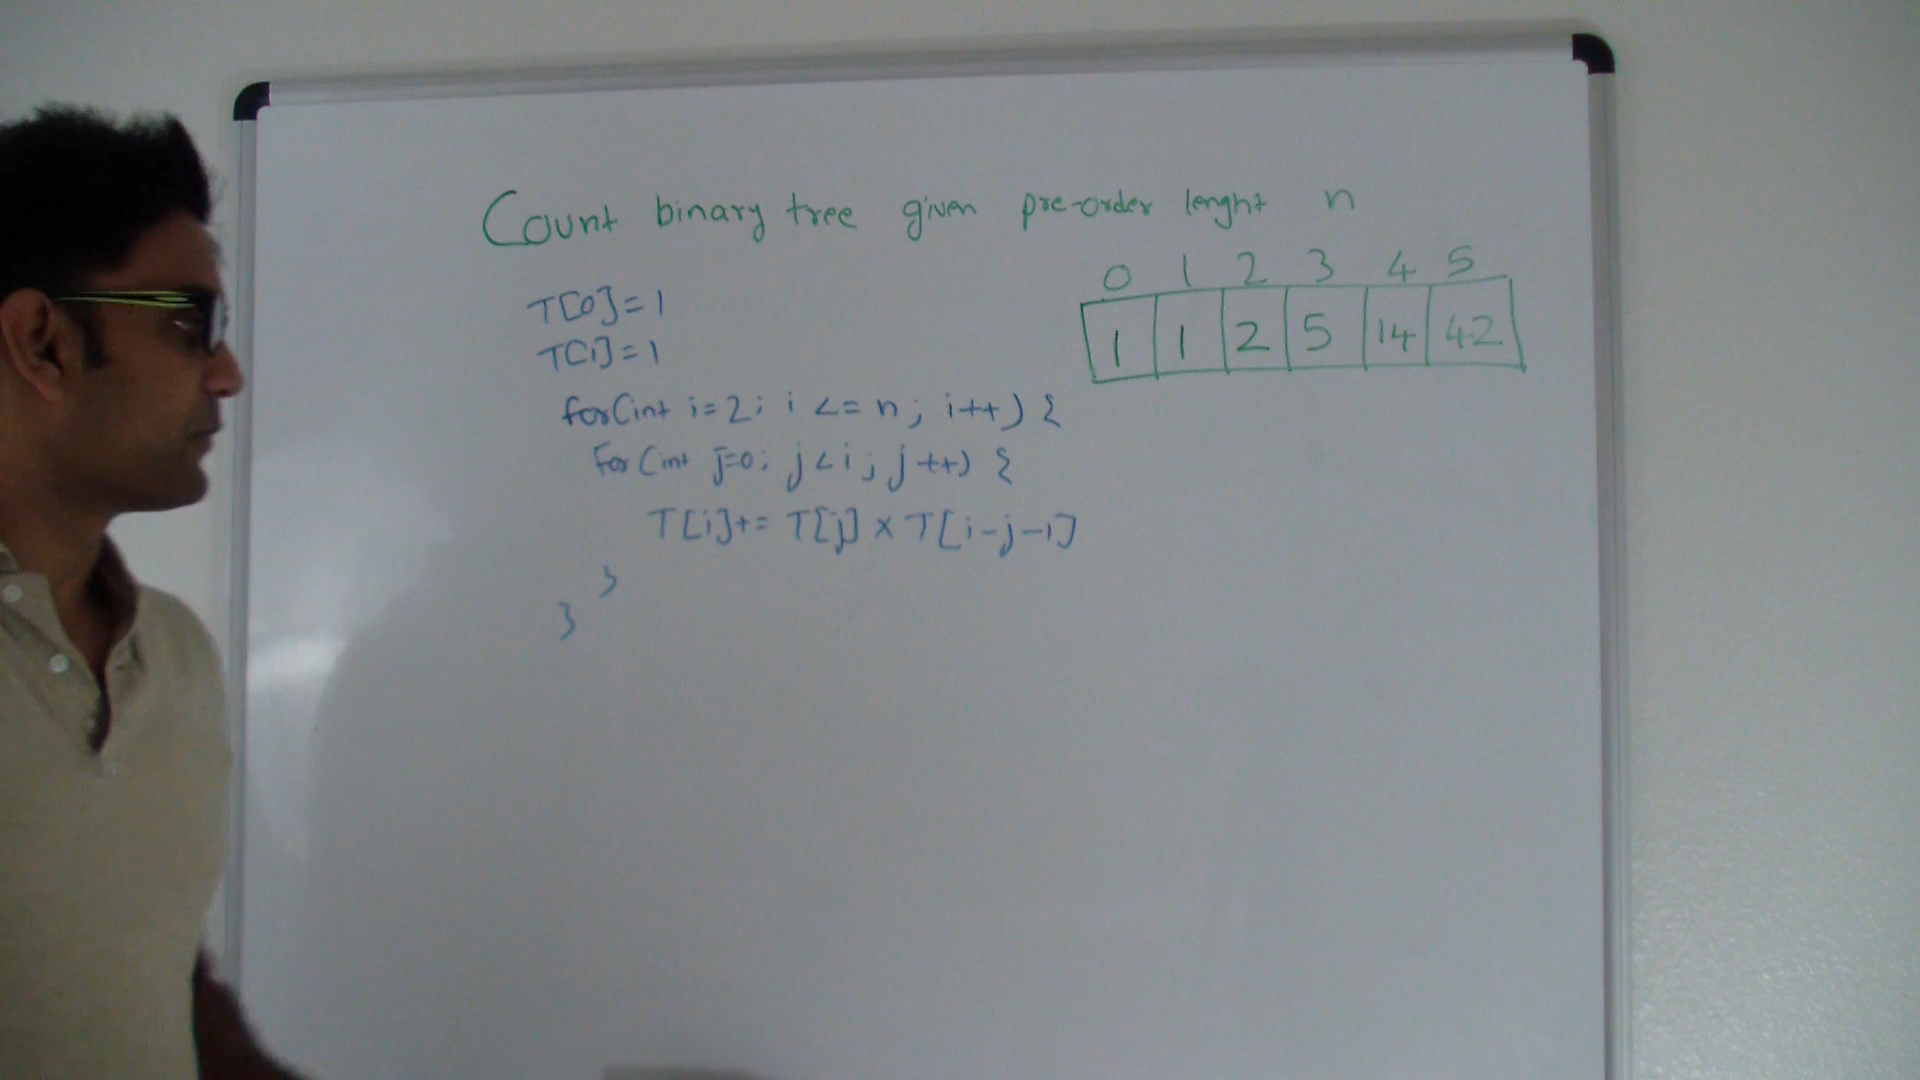 Count binary tree given pre-order lenght n
0 1 2 3 4 5
1 1 2 5 14 42
T[0]=1
T[1]=1
for(int i=2; i <= n; i++) {
for(int j=0; j<i; j++) {
T[i]+= T[j] x T[i-j-1]
}
}